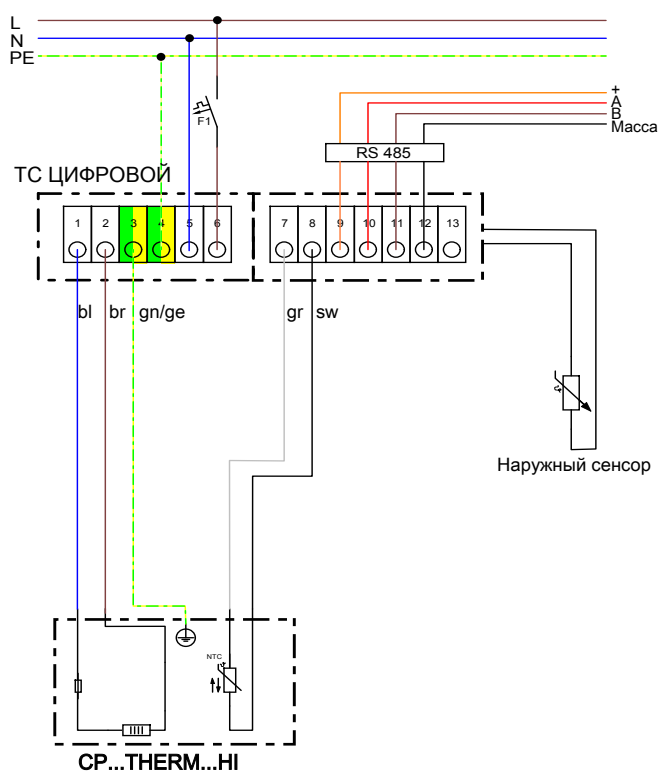 L
N
PE
F1
+
A
B
Масса
RS 485
ТС ЦИФРОВОЙ
1 2 3 4 5 6 7 8 9 10 11 12 13
bl br gn/ge gr sw
Наружный сенсор
NTC
CP...THERM...HI